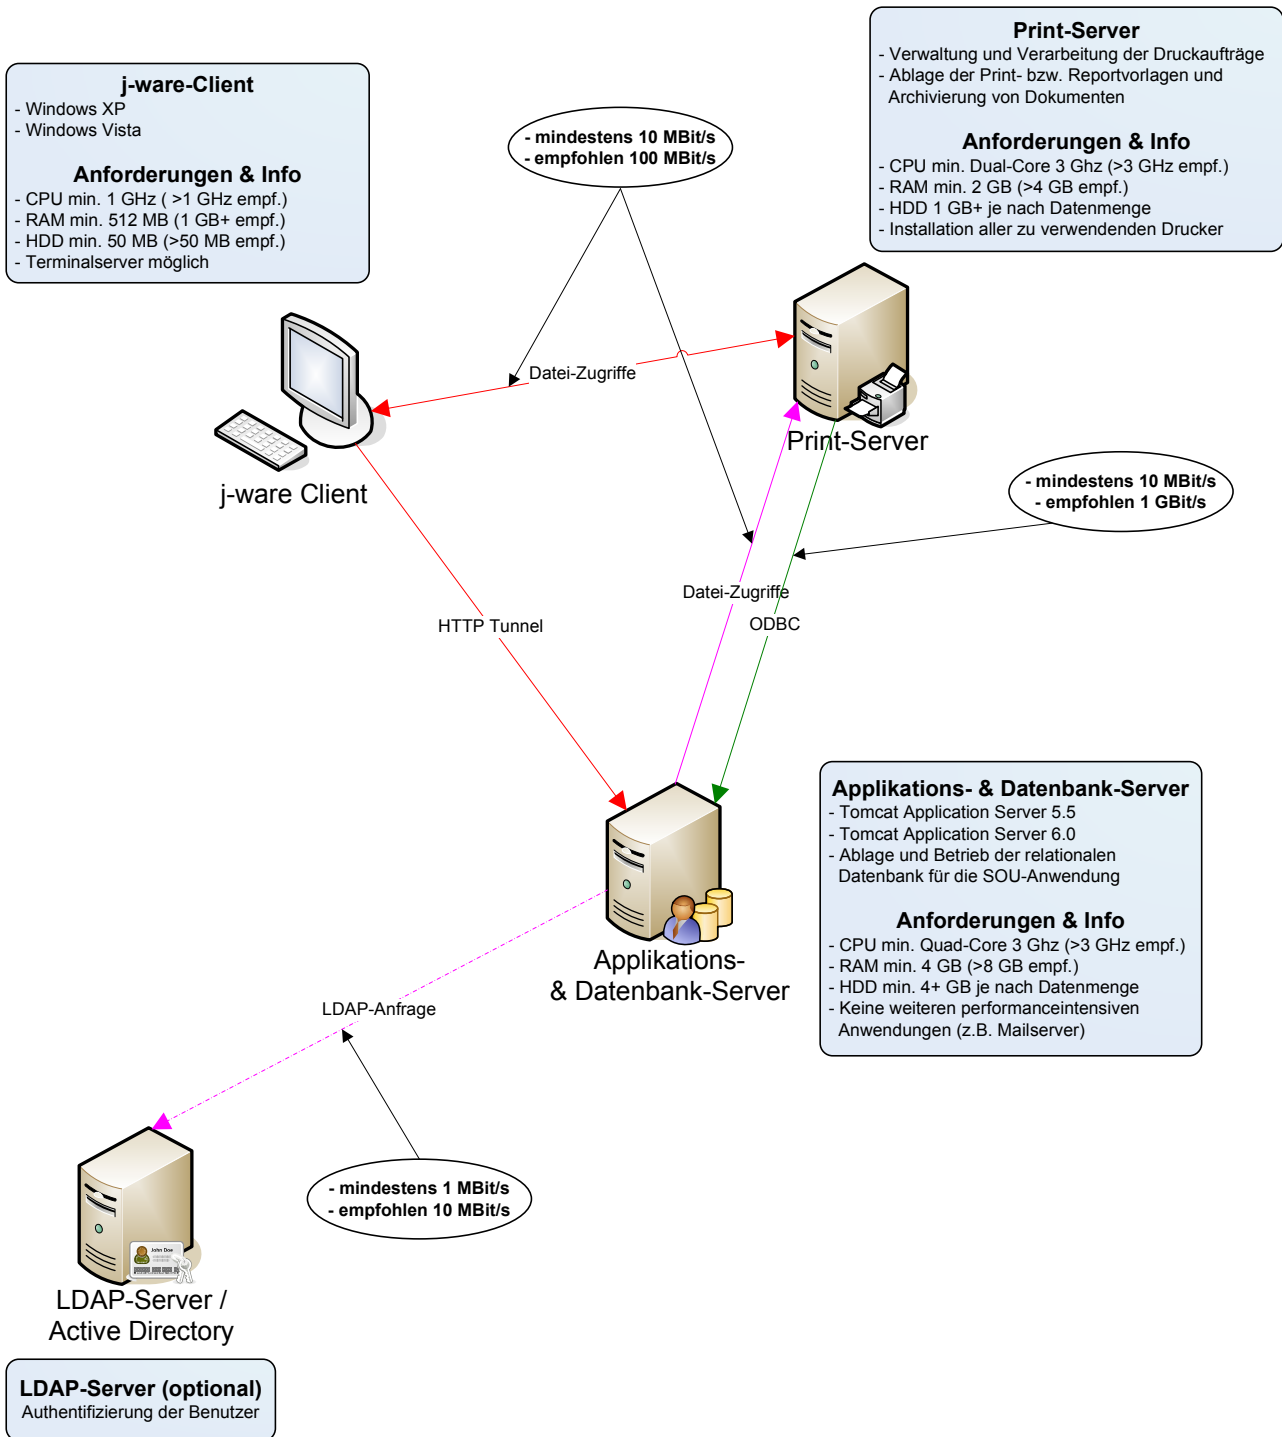 Print-Server
- Verwaltung und Verarbeitung der Druckaufträge
- Ablage der Print- bzw. Reportvorlagen und
Archivierung von Dokumenten
Anforderungen & Info
- CPU min. Dual-Core 3 Ghz (>3 GHz empf.)
- RAM min. 2 GB (>4 GB empf.)
- HDD 1 GB+ je nach Datenmenge
- Installation aller zu verwendenden Drucker
j-ware-Client
- Windows XP
- Windows Vista
Anforderungen & Info
- CPU min. 1 GHz ( >1 GHz empf.)
- RAM min. 512 MB (1 GB+ empf.)
- HDD min. 50 MB (>50 MB empf.)
- Terminalserver möglich
- mindestens 10 MBit/s
- empfohlen 100 MBit/s
Datei-Zugriffe
Print-Server
j-ware Client
- mindestens 10 MBit/s
- empfohlen 1 GBit/s
Datei-Zugriffe
ODBC
HTTP Tunnel
Applikations- & Datenbank-Server
- Tomcat Application Server 5.5
- Tomcat Application Server 6.0
- Ablage und Betrieb der relationalen
Datenbank für die SOU-Anwendung
Anforderungen & Info
- CPU min. Quad-Core 3 Ghz (>3 GHz empf.)
- RAM min. 4 GB (>8 GB empf.)
- HDD min. 4+ GB je nach Datenmenge
- Keine weiteren performanceintensiven
Anwendungen (z.B. Mailserver)
Applikations-
& Datenbank-Server
LDAP-Anfrage
- mindestens 1 MBit/s
- empfohlen 10 MBit/s
John Doe
LDAP-Server /
Active Directory
LDAP-Server (optional)
Authentifizierung der Benutzer